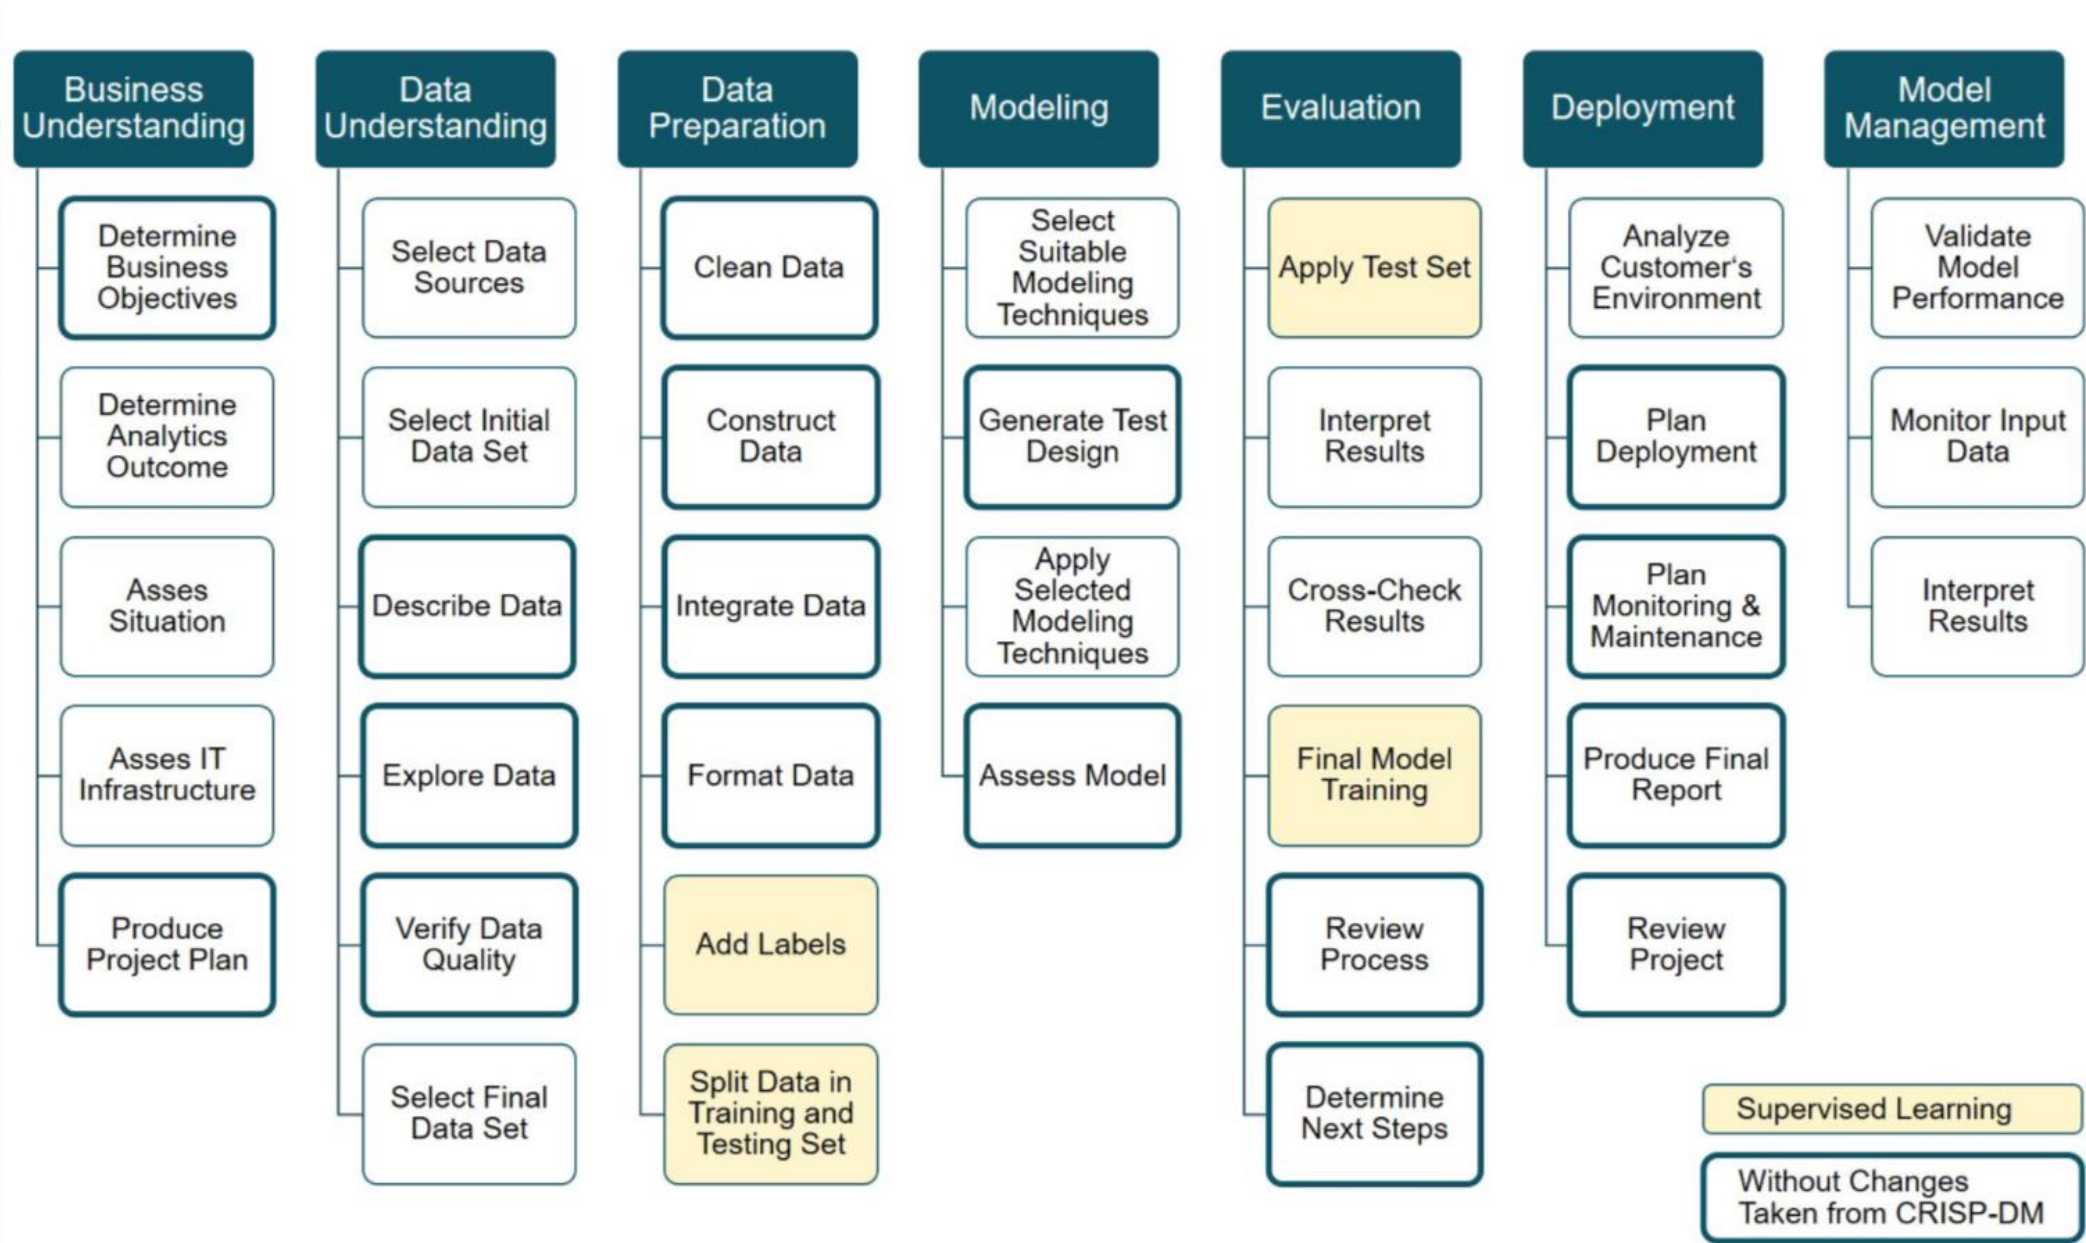 Business
Understanding
Determine
Business
Objectives
Determine
Analytics
Outcome
Asses
Situation
Asses IT
Infrastructure
Produce
Project Plan
Data
Understanding
Select Data
Sources
Select Initial
Data Set
Describe Data
Explore Data
Verify Data
Quality
Select Final
Data Set
Data
Preparation
Clean Data
Construct
Data
Integrate Data
Format Data
Add Labels
Split Data in
Training and
Testing Set
Modeling
Select
Suitable
Modeling
Techniques
Generate Test
Design
Apply
Selected
Modeling
Techniques
Assess Model
Evaluation
Apply Test Set
Interpret
Results
Cross-Check
Results
Final Model
Training
Review
Process
Determine
Next Steps
Deployment
Analyze
Customer‘s
Environment
Plan
Deployment
Plan
Monitoring &
Maintenance
Produce Final
Report
Review
Project
Model
Management
Validate
Model
Performance
Monitor Input
Data
Interpret
Results
Supervised Learning
Without Changes
Taken from CRISP-DM